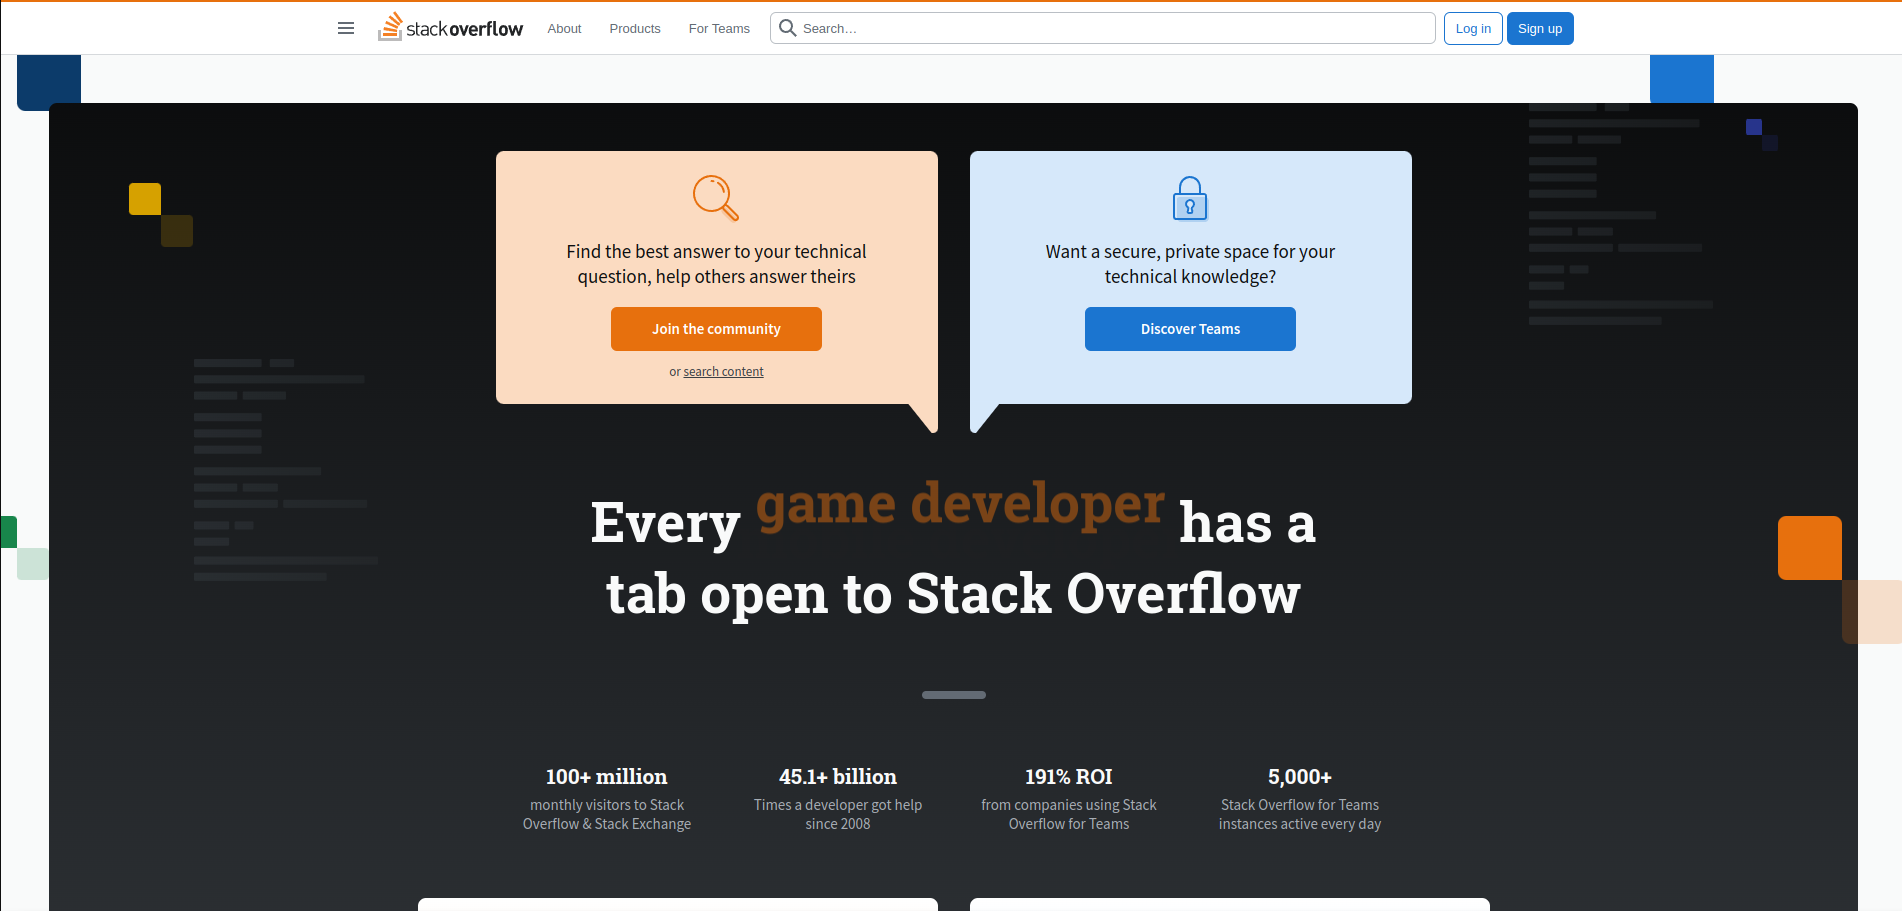 stackoverflow About Products For Teams Search... Log in Sign up
Find the best answer to your technical
question, help others answer theirs
Join the community
or search content
Want a secure, private space for your
technical knowledge?
Discover Teams
Every game developer has a
tab open to Stack Overflow
100+ million
monthly visitors to Stack
Overflow & Stack Exchange
45.1+ billion
Times a developer got help
since 2008
191% ROI
from companies using Stack
Overflow for Teams
5,000+
Stack Overflow for Teams
instances active every day